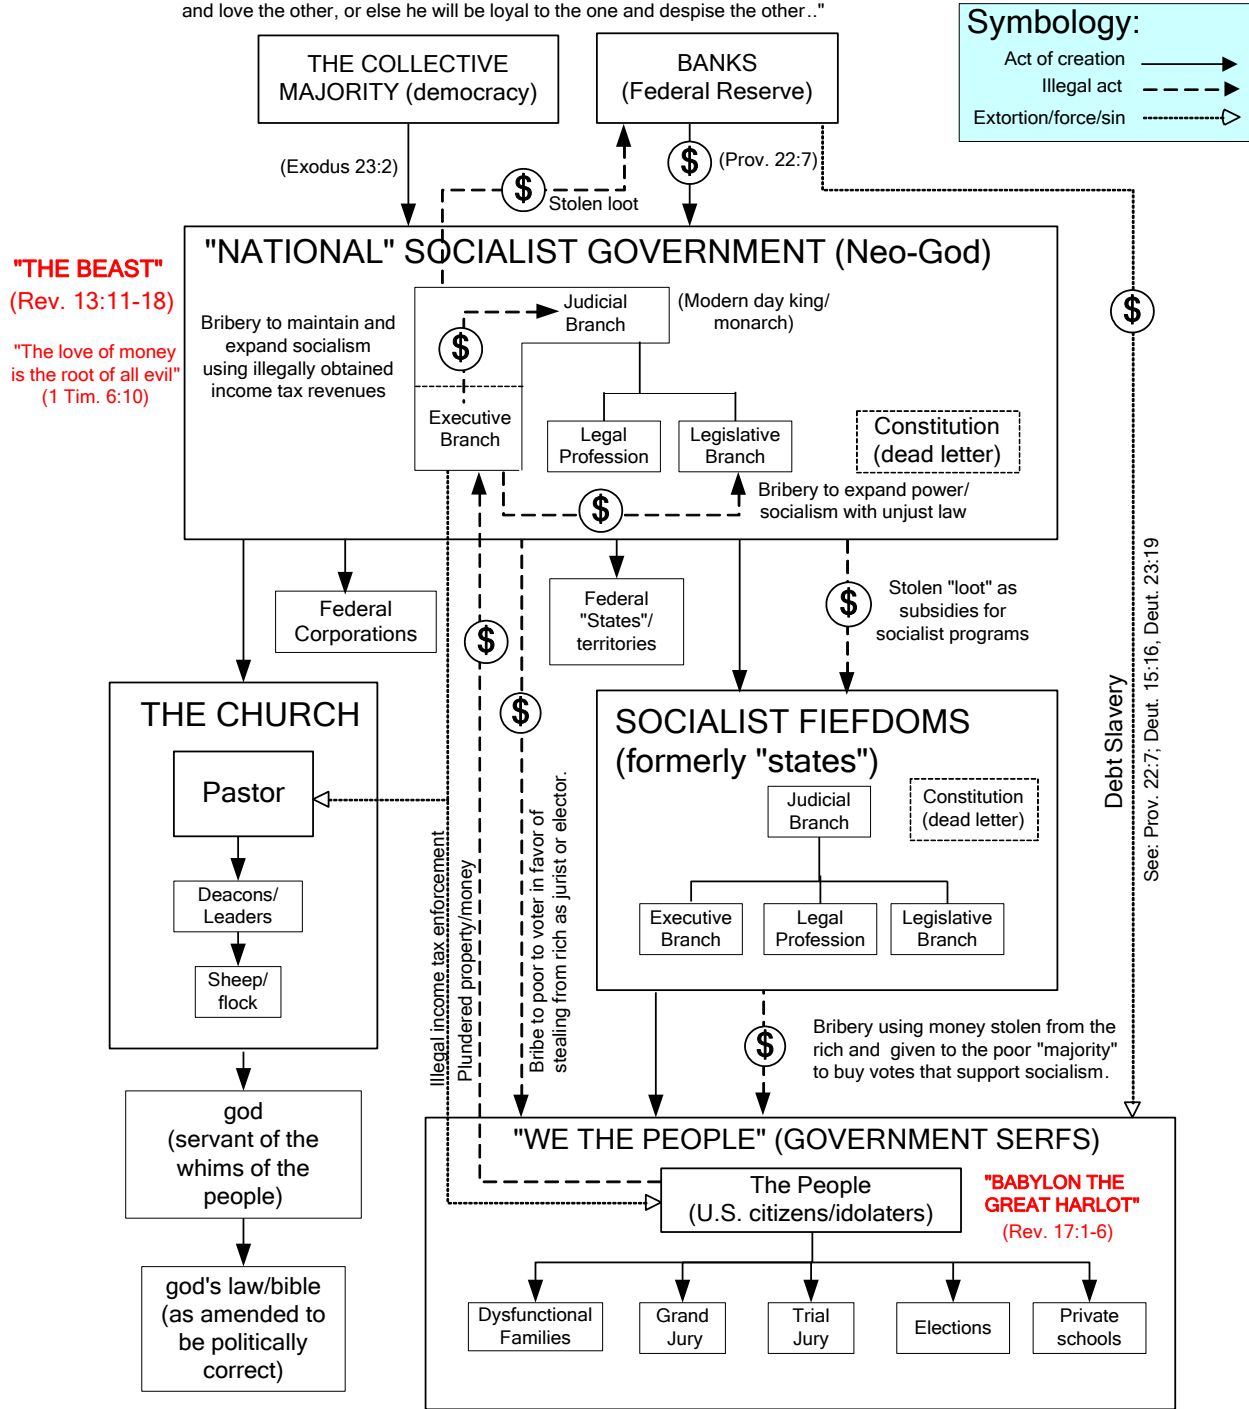 and love the other, or else he will be loyal to the one and despise the other.."
Symbology:
Act of creation
Illegal act
Extortion/force/sin
THE COLLECTIVE
MAJORITY (democracy)
BANKS
(Federal Reserve)
(Exodus 23:2)
$
Stolen loot
$
(Prov. 22:7)
"NATIONAL" SOCIALIST GOVERNMENT (Neo-God)
"THE BEAST"
(Rev. 13:11-18)
"The love of money
is the root of all evil"
(1 Tim. 6:10)
Bribery to maintain and
expand socialism
using illegally obtained
income tax revenues
$
Judicial
Branch
(Modern day king/
monarch)
$
Executive
Branch
Legal
Profession
Legislative
Branch
Constitution
(dead letter)
$
Bribery to expand power/
socialism with unjust law
Federal
Corporations
Federal
"States"/
territories
$
Stolen "loot" as
subsidies for
socialist programs
$
$
Debt Slavery
See: Prov. 22:7; Deut. 15:16, Deut. 23:19
THE CHURCH
Pastor
Deacons/
Leaders
Sheep/
flock
Illegal income tax enforcement
Plundered property/money
Bribe to poor to voter in favor of
stealing from rich as jurist or elector.
SOCIALIST FIEFDOMS
(formerly "states")
Judicial
Branch
Constitution
(dead letter)
Executive
Branch
Legal
Profession
Legislative
Branch
$
Bribery using money stolen from the
rich and given to the poor "majority"
to buy votes that support socialism.
god
(servant of the
whims of the
people)
god's law/bible
(as amended to
be politically
correct)
"WE THE PEOPLE" (GOVERNMENT SERFS)
The People
(U.S. citizens/idolaters)
"BABYLON THE
GREAT HARLOT"
(Rev. 17:1-6)
Dysfunctional
Families
Grand
Jury
Trial
Jury
Elections
Private
schools